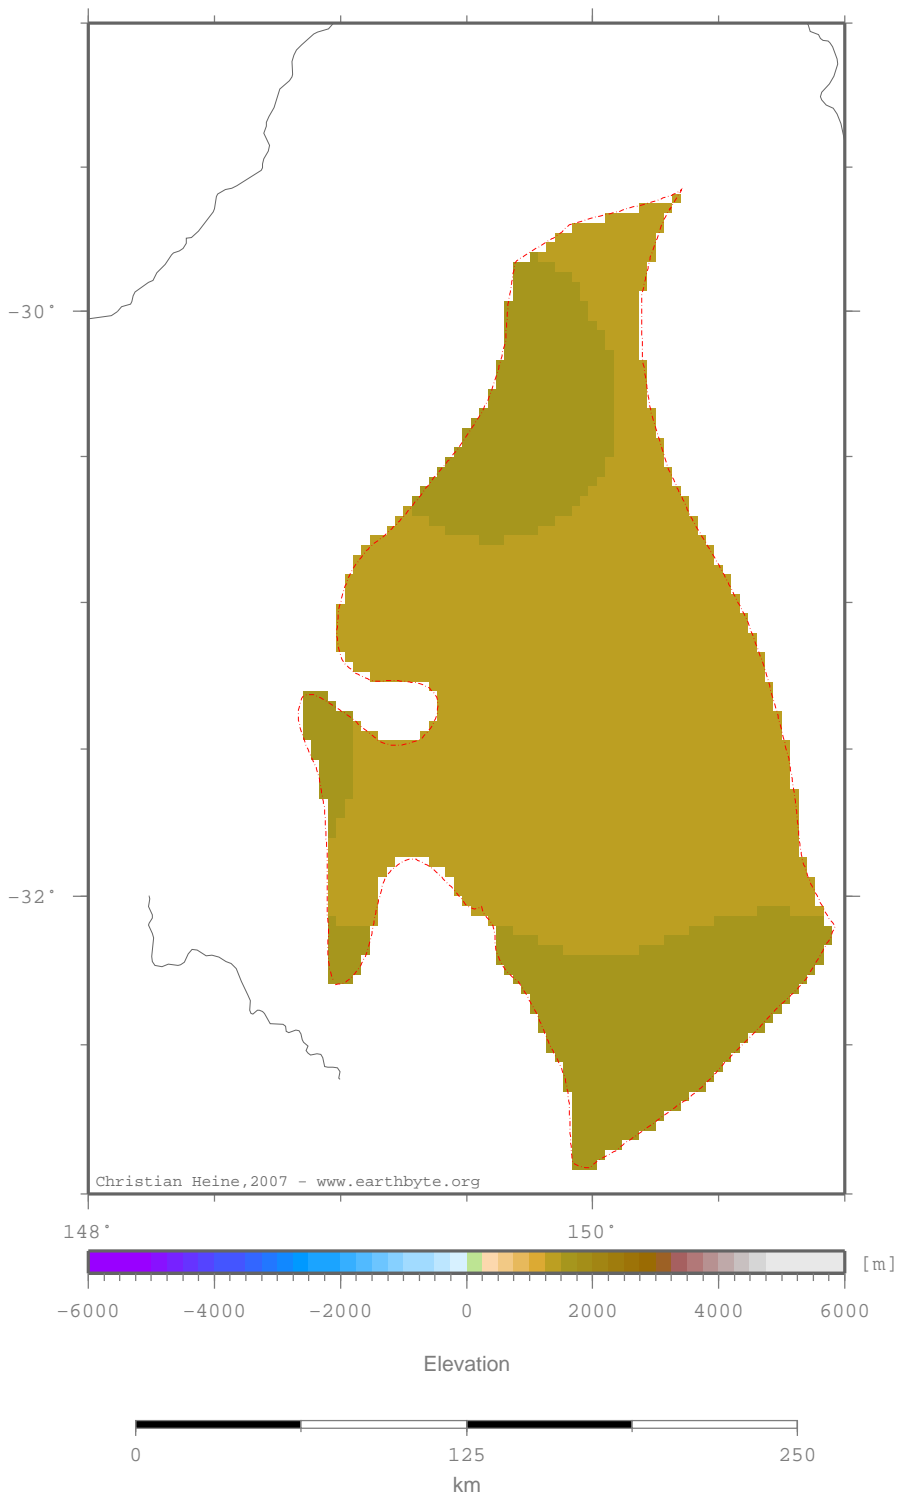 -30°
-32°
Christian Heine,2007 - www.earthbyte.org
148° 150°
[m]
-6000 -4000 -2000 0 2000 4000 6000
Elevation
0 125 250
km